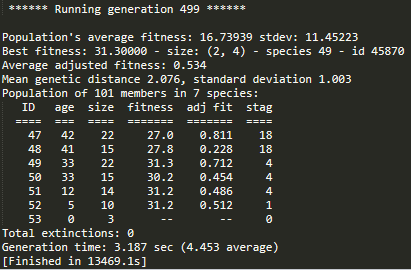 ****** Running generation 499 ******
Population's average fitness: 16.73939 stdev: 11.45223
Best fitness: 31.30000 - size: (2, 4) - species 49 - id 45870
Average adjusted fitness: 0.534
Mean genetic distance 2.076, standard deviation 1.003
Population of 101 members in 7 species:
ID age size fitness adj fit stag
==== === ==== ======= ======= ====
47 42 22 27.0 0.811 18
48 41 15 27.8 0.228 18
49 33 22 31.3 0.712 4
50 33 15 30.2 0.454 4
51 12 14 31.2 0.486 4
52 5 10 31.2 0.512 1
53 0 3 -- -- 0
Total extinctions: 0
Generation time: 3.187 sec (4.453 average)
[Finished in 13469.1s]